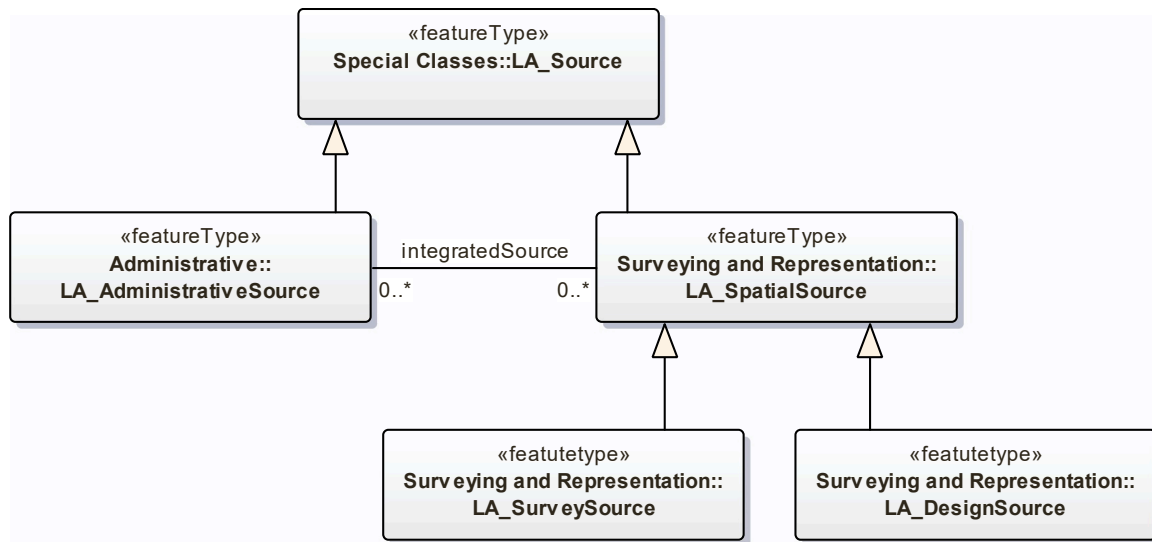 «featureType»
Special Classes::LA_Source
«featureType»
Administrative::
LA_AdministrativeSource
integratedSource
0..*
0..*
«featureType»
Surveying and Representation::
LA_SpatialSource
«featutetype»
Surveying and Representation::
LA_SurveySource
«featutetype»
Surveying and Representation::
LA_DesignSource